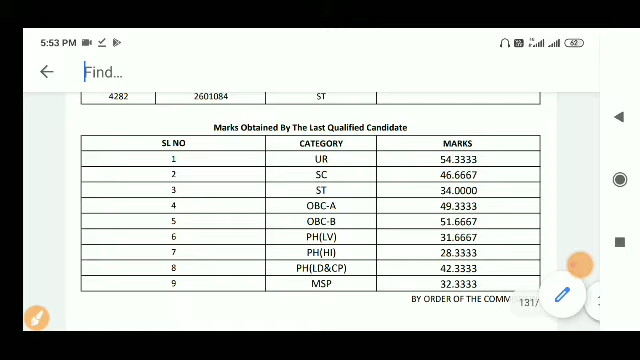 5:53 PM 62
Find...
4282 2601084 ST
Marks Obtained By The Last Qualified Candidate
SL NO CATEGORY MARKS
1 UR 54.3333
2 SC 46.6667
3 ST 34.0000
4 OBC-A 49.3333
5 OBC-B 51.6667
6 PH(LV) 31.6667
7 PH(HI) 28.3333
8 PH(LD&CP) 42.3333
9 MSP 32.3333
BY ORDER OF THE COMM
131/